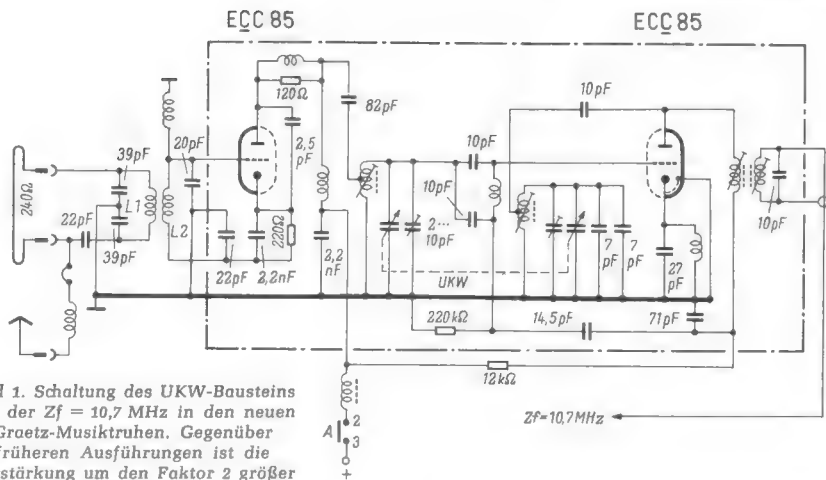 ECC 85
ECC 85
120Ω
10pF
82pF
39pF
20pF
2,5
pF
10pF
240Ω
L1
22pF
39pF
L2
10pF
2...
10pF
220Ω
22pF
2,2nF
2,2
nF
7
pF
7
pF
27
pF
10pF
UKW
220kΩ
14,5pF
71pF
12kΩ
A
2
3
+
Zf=10,7MHz
1. Schaltung des UKW-Bausteins
der Zf = 10,7 MHz in den neuen
Graetz-Musiktruhen. Gegenüber
früheren Ausführungen ist die
stärkung um den Faktor 2 größer